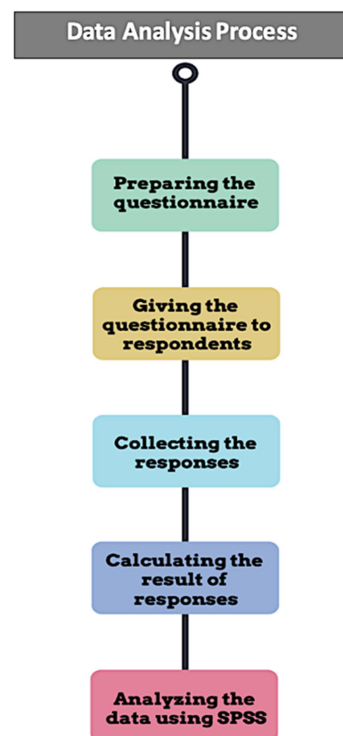 Data Analysis Process
Preparing the
questionnaire
Giving the
questionnaire to
respondents
Collecting the
responses
Calculating the
result of
responses
Analyzing the
data using SPSS